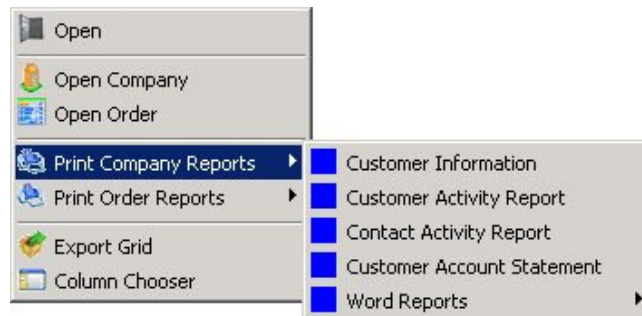 Open
Open Company
Open Order
Print Company Reports
Print Order Reports
Export Grid
Column Chooser
Customer Information
Customer Activity Report
Contact Activity Report
Customer Account Statement
Word Reports